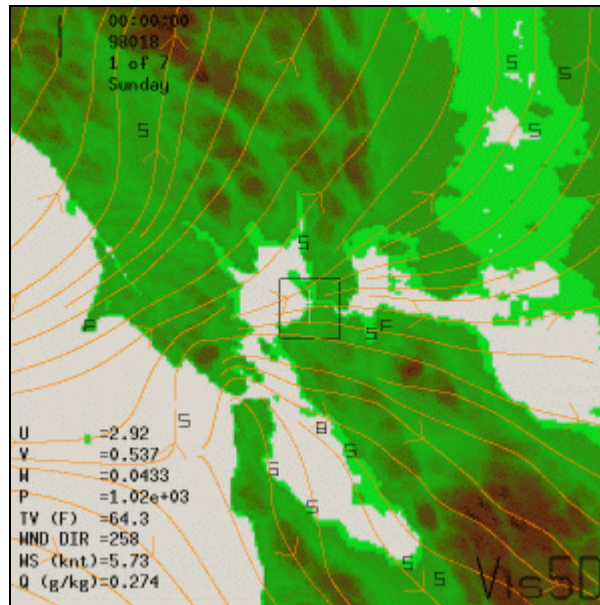 00:00:00
98018
1 of 7
Sunday
S
S
S
S
S
F
S
F
S
B
S
S
S
S
S
U =2.92
V =0.537
W =0.0433
P =1.02e+03
TV (F) =64.3
WND DIR =258
WS (knt)=5.73
Q (g/kg)=0.274
Vis5D